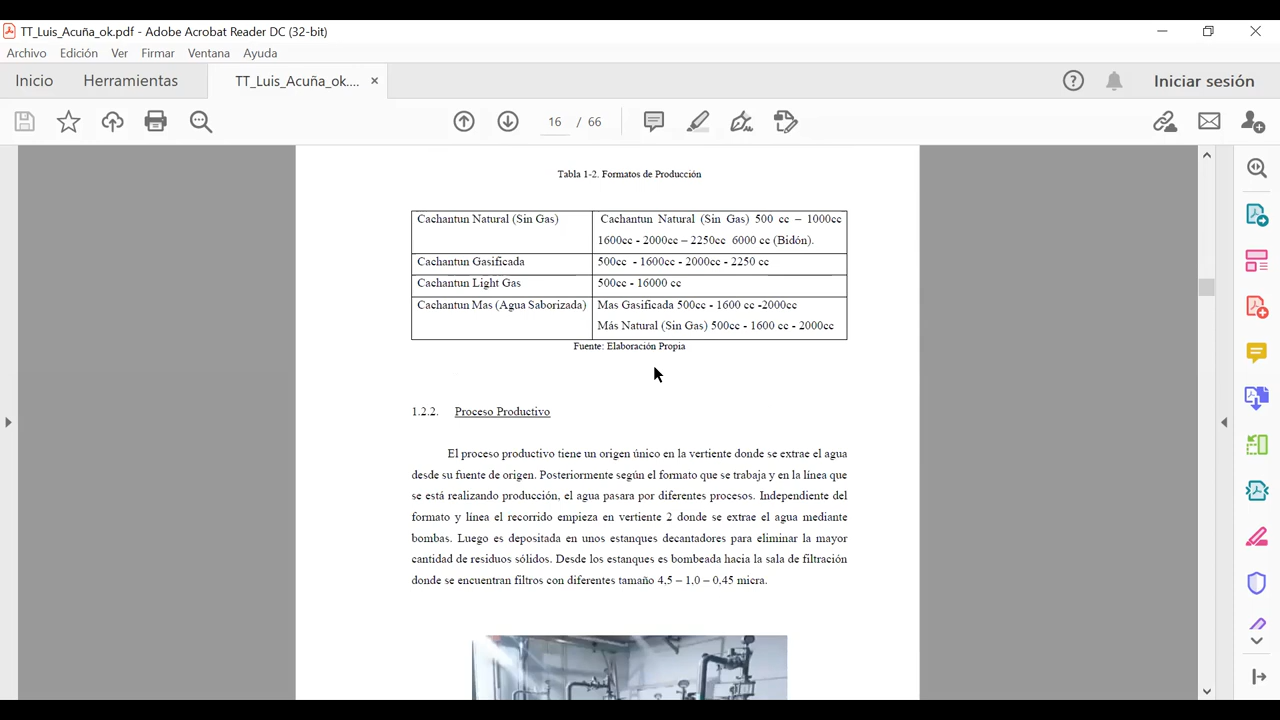 TT_Luis_Acuña_ok.pdf - Adobe Acrobat Reader DC (32-bit)
Archivo Edición Ver Firmar Ventana Ayuda
Inicio Herramientas TT_Luis_Acuña_ok.... × Iniciar sesión
16 / 66
Tabla 1-2. Formatos de Producción
Cachantun Natural (Sin Gas) Cachantun Natural (Sin Gas) 500 cc – 1000cc
1600cc - 2000cc – 2250cc 6000 cc (Bidón).
Cachantun Gasificada 500cc - 1600cc - 2000cc - 2250 cc
Cachantun Light Gas 500cc - 16000 cc
Cachantun Mas (Agua Saborizada) Mas Gasificada 500cc - 1600 cc -2000cc
Más Natural (Sin Gas) 500cc - 1600 cc - 2000cc
Fuente: Elaboración Propia
1.2.2. Proceso Productivo
El proceso productivo tiene un origen único en la vertiente donde se extrae el agua
desde su fuente de origen. Posteriormente según el formato que se trabaja y en la línea que
se está realizando producción, el agua pasara por diferentes procesos. Independiente del
formato y línea el recorrido empieza en vertiente 2 donde se extrae el agua mediante
bombas. Luego es depositada en unos estanques decantadores para eliminar la mayor
cantidad de residuos sólidos. Desde los estanques es bombeada hacia la sala de filtración
donde se encuentran filtros con diferentes tamaño 4,5 – 1,0 – 0,45 micra.